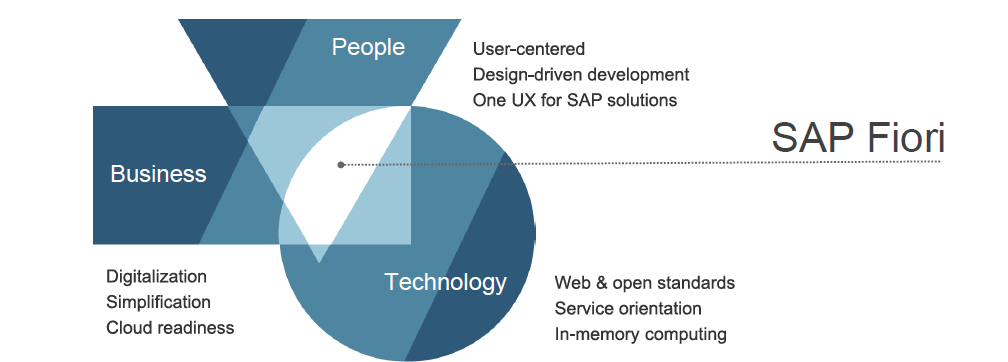 People
User-centered
Design-driven development
One UX for SAP solutions
SAP Fiori
Business
Digitalization
Simplification
Cloud readiness
Technology
Web & open standards
Service orientation
In-memory computing